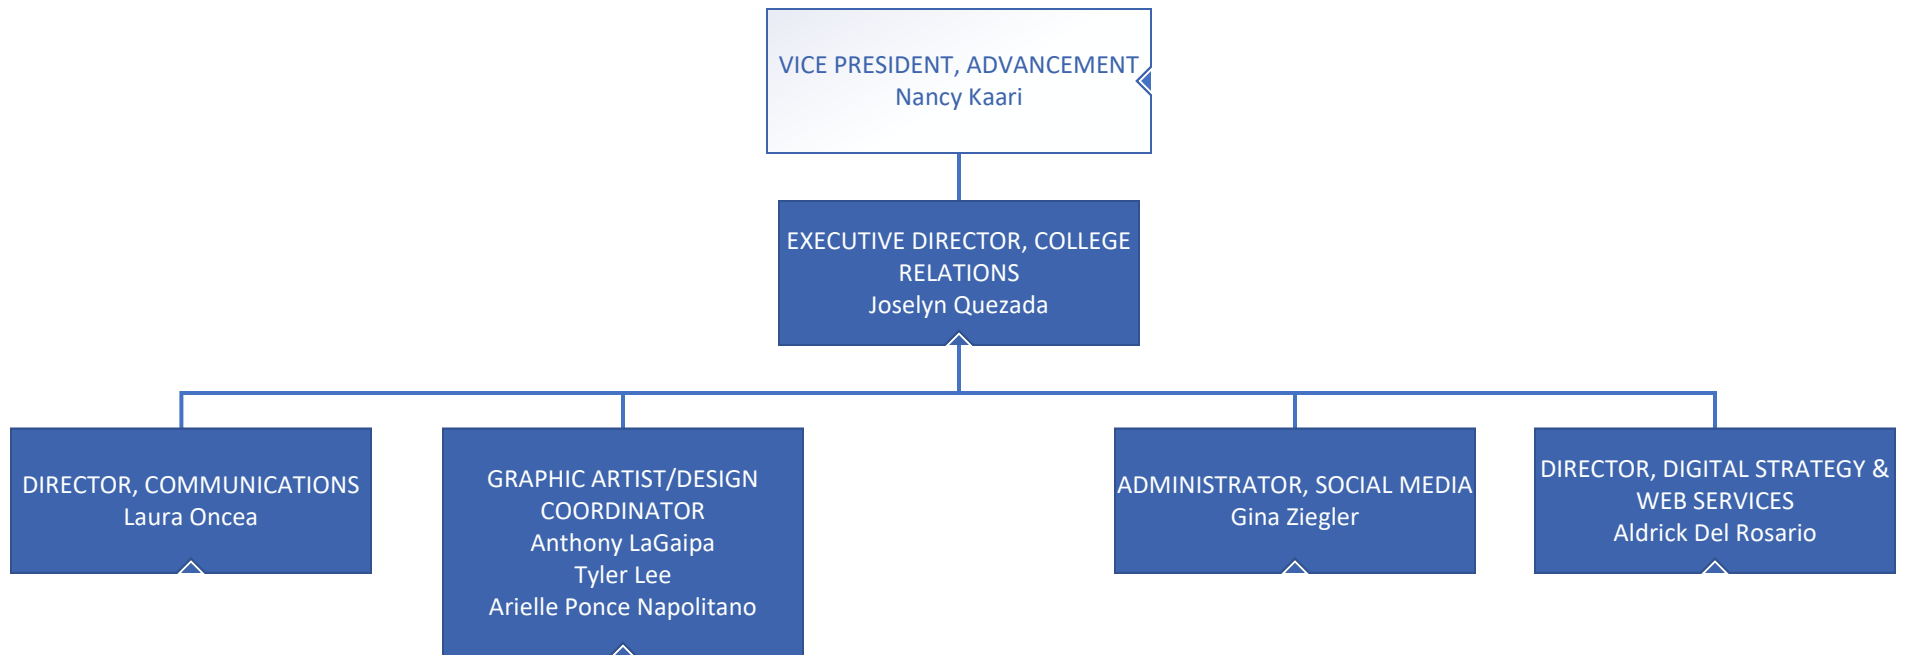 VICE PRESIDENT, ADVANCEMENT
Nancy Kaari
EXECUTIVE DIRECTOR, COLLEGE
RELATIONS
Joselyn Quezada
DIRECTOR, COMMUNICATIONS
Laura Oncea
GRAPHIC ARTIST/DESIGN
COORDINATOR
Anthony LaGaipa
Tyler Lee
Arielle Ponce Napolitano
ADMINISTRATOR, SOCIAL MEDIA
Gina Ziegler
DIRECTOR, DIGITAL STRATEGY &
WEB SERVICES
Aldrick Del Rosario